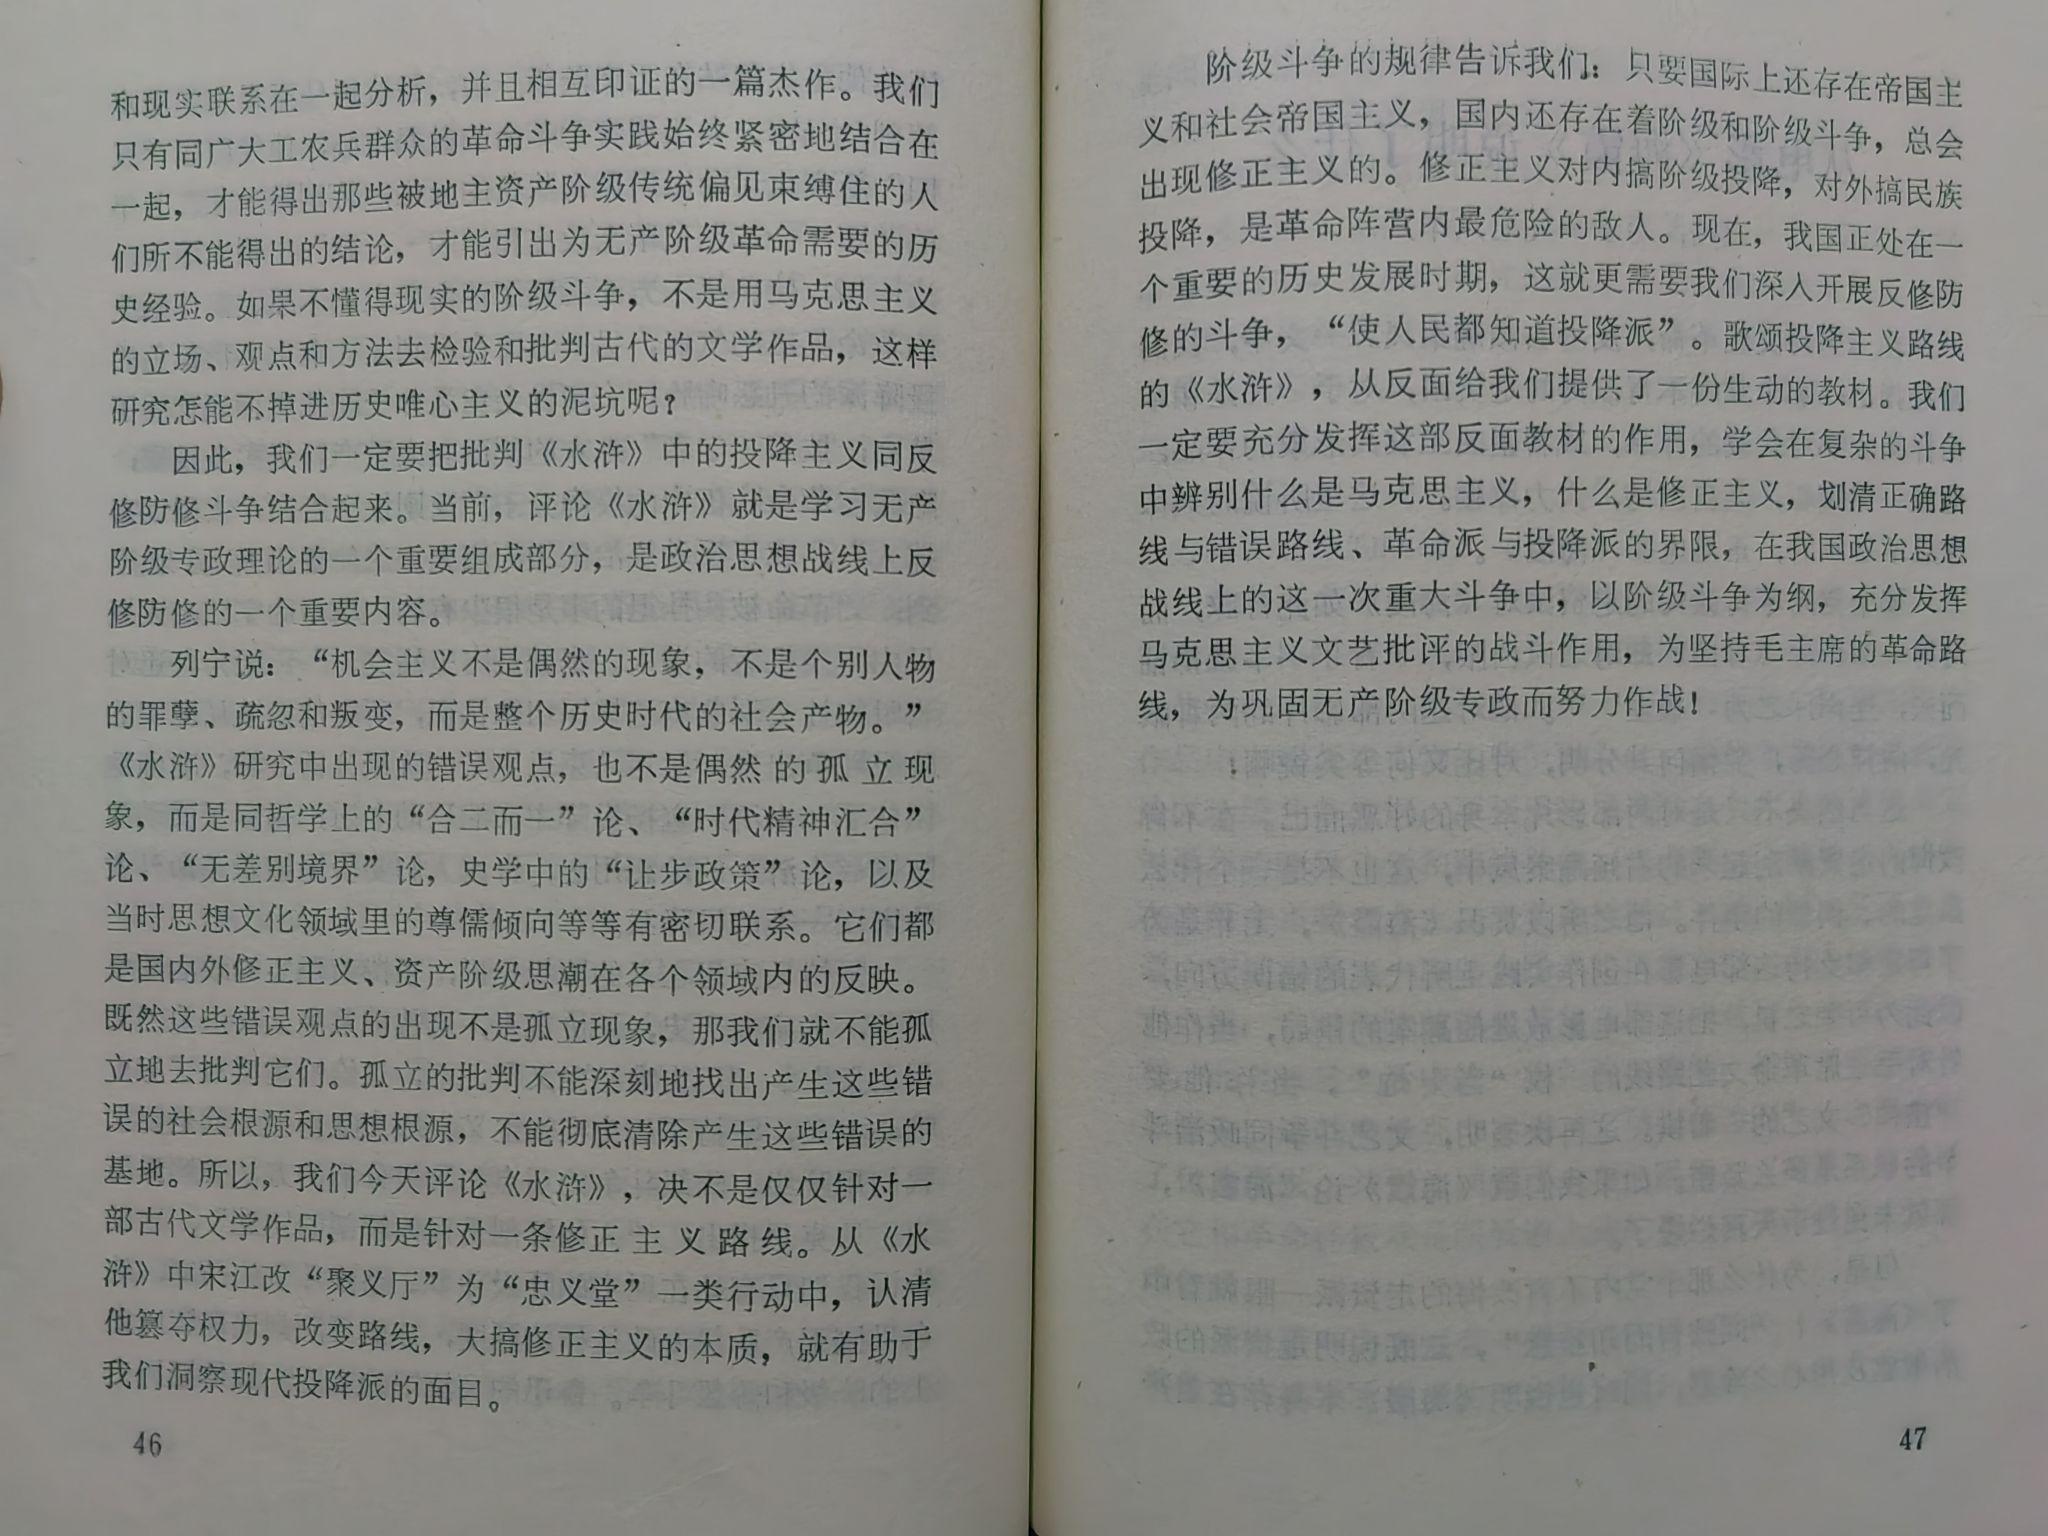 和现实联系在一起分析，并且相互印证的一篇杰作。我们
只有同广大工农兵群众的革命斗争实践始终紧密地结合在
一起，才能得出那些被地主资产阶级传统偏见束缚住的人
们所不能得出的结论，才能引出为无产阶级革命需要的历
史经验。如果不懂得现实的阶级斗争，不是用马克思主义
的立场、观点和方法去检验和批判古代的文学作品，这样
研究怎能不掉进历史唯心主义的泥坑呢？
因此，我们一定要把批判《水浒》中的投降主义同反
修防修斗争结合起来。当前，评论《水浒》就是学习无产
阶级专政理论的一个重要组成部分，是政治思想战线上反
修防修的一个重要内容。
列宁说：“机会主义不是偶然的现象，不是个别人物
的罪孽、疏忽和叛变，而是整个历史时代的社会产物。”
《水浒》研究中出现的错误观点，也不是偶然的孤立现
象，而是同哲学上的“合二而一”论、“时代精神汇合”
论、“无差别境界”论，史学中的“让步政策”论，以及
当时思想文化领域里的尊儒倾向等等有密切联系。它们都
是国内外修正主义、资产阶级思潮在各个领域内的反映。
既然这些错误观点的出现不是孤立现象，那我们就不能孤
立地去批判它们。孤立的批判不能深刻地找出产生这些错
误的社会根源和思想根源，不能彻底清除产生这些错误的
基地。所以，我们今天评论《水浒》，决不是仅仅针对一
部古代文学作品，而是针对一条修正主义路线。从《水
浒》中宋江改“聚义厅”为“忠义堂”一类行动中，认清
他篡夺权力，改变路线，大搞修正主义的本质，就有助于
我们洞察现代投降派的面目。
46
阶级斗争的规律告诉我们：只要国际上还存在帝国主
义和社会帝国主义，国内还存在着阶级和阶级斗争，总会
出现修正主义的。修正主义对内搞阶级投降，对外搞民族
投降，是革命阵营内最危险的敌人。现在，我国正处在一
个重要的历史发展时期，这就更需要我们深入开展反修防
修的斗争，“使人民都知道投降派”。歌颂投降主义路线
的《水浒》，从反面给我们提供了一份生动的教材。我们
一定要充分发挥这部反面教材的作用，学会在复杂的斗争
中辨别什么是马克思主义，什么是修正主义，划清正确路
线与错误路线、革命派与投降派的界限，在我国政治思想
战线上的这一次重大斗争中，以阶级斗争为纲，充分发挥
马克思主义文艺批评的战斗作用，为坚持毛主席的革命路
线，为巩固无产阶级专政而努力作战！
47